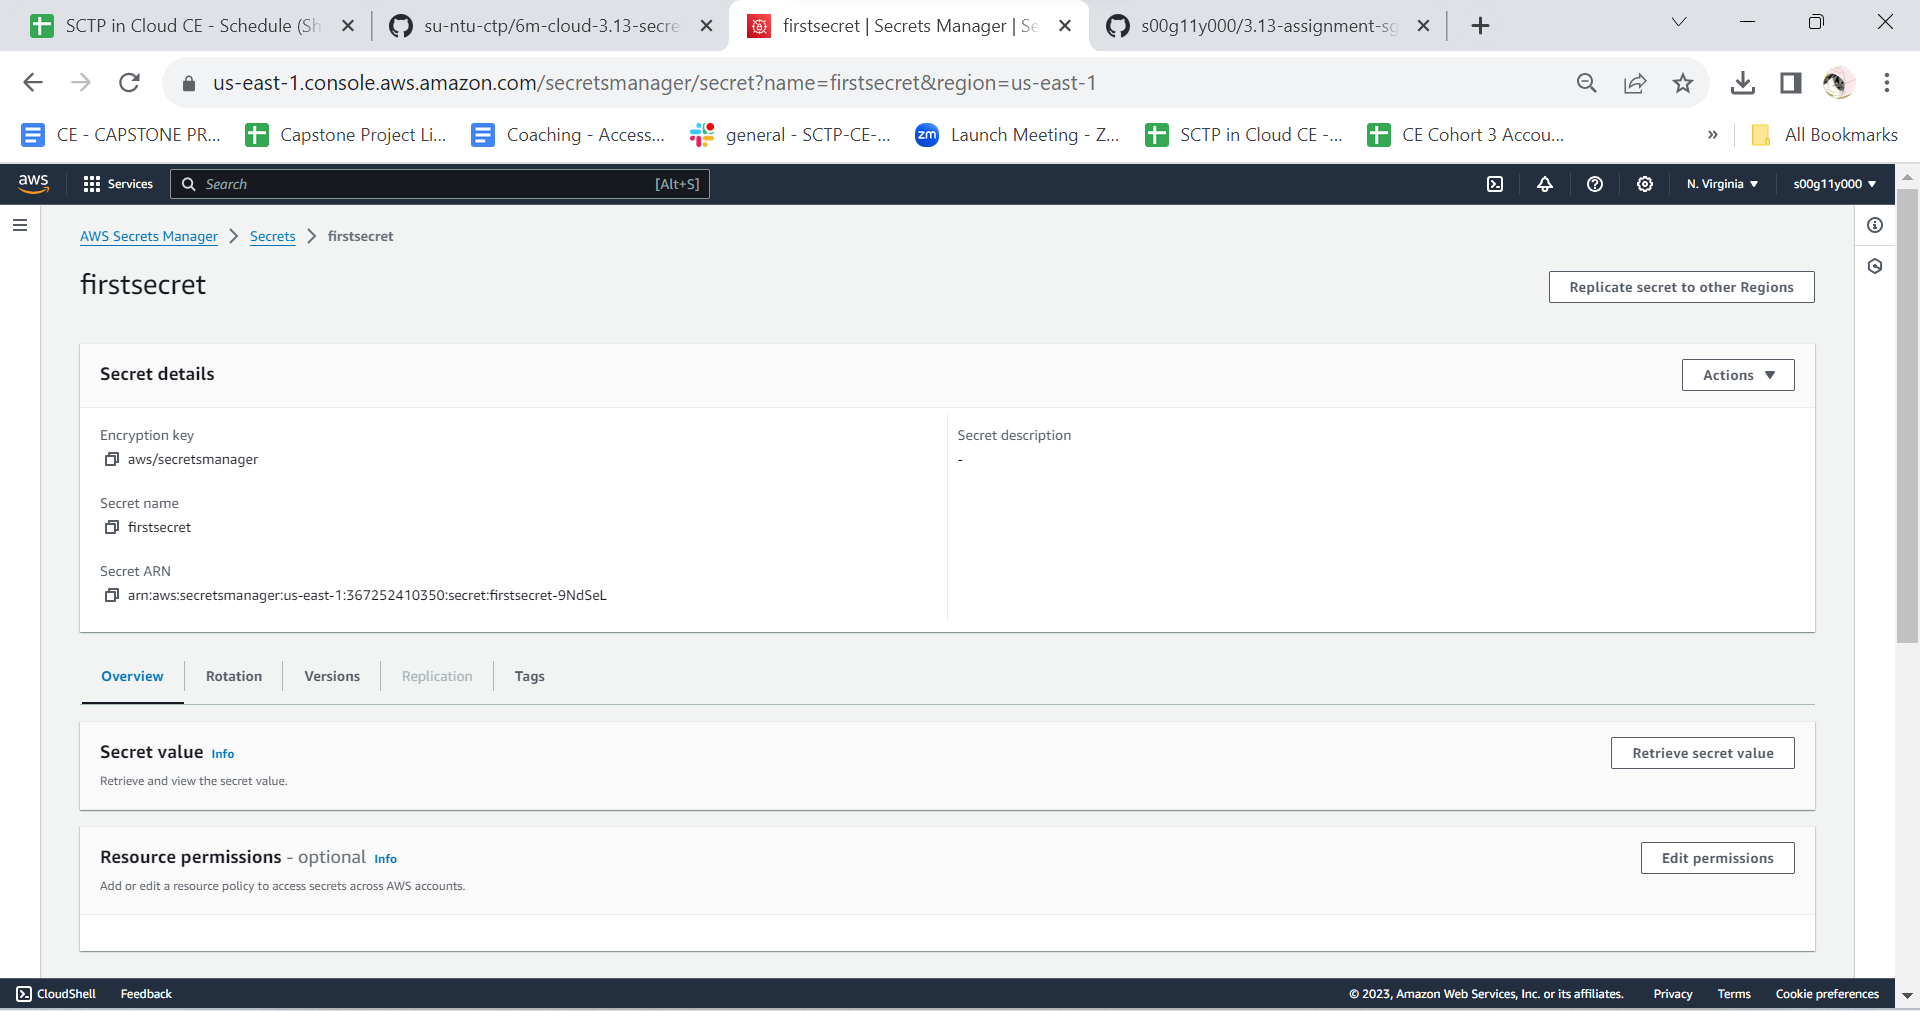 SCTP in Cloud CE - Schedule (Sh
su-ntu-ctp/6m-cloud-3.13-secre
firstsecret | Secrets Manager | Se
s00g11y000/3.13-assignment-sg
us-east-1.console.aws.amazon.com/secretsmanager/secret?name=firstsecret&region=us-east-1
CE - CAPSTONE PR...
Capstone Project Li...
Coaching - Access...
general - SCTP-CE-...
zm
Launch Meeting - Z...
SCTP in Cloud CE -...
CE Cohort 3 Accou...
»
All Bookmarks
aws
Services
Search
[Alt+S]
N. Virginia
s00g11y000
AWS Secrets Manager
Secrets
firstsecret
firstsecret
Replicate secret to other Regions
Secret details
Actions
Encryption key
aws/secretsmanager
Secret description
-
Secret name
firstsecret
Secret ARN
arn:aws:secretsmanager:us-east-1:367252410350:secret:firstsecret-9NdSeL
Overview
Rotation
Versions
Replication
Tags
Secret value Info
Retrieve and view the secret value.
Retrieve secret value
Resource permissions - optional Info
Add or edit a resource policy to access secrets across AWS accounts.
Edit permissions
CloudShell
Feedback
© 2023, Amazon Web Services, Inc. or its affiliates.
Privacy
Terms
Cookie preferences